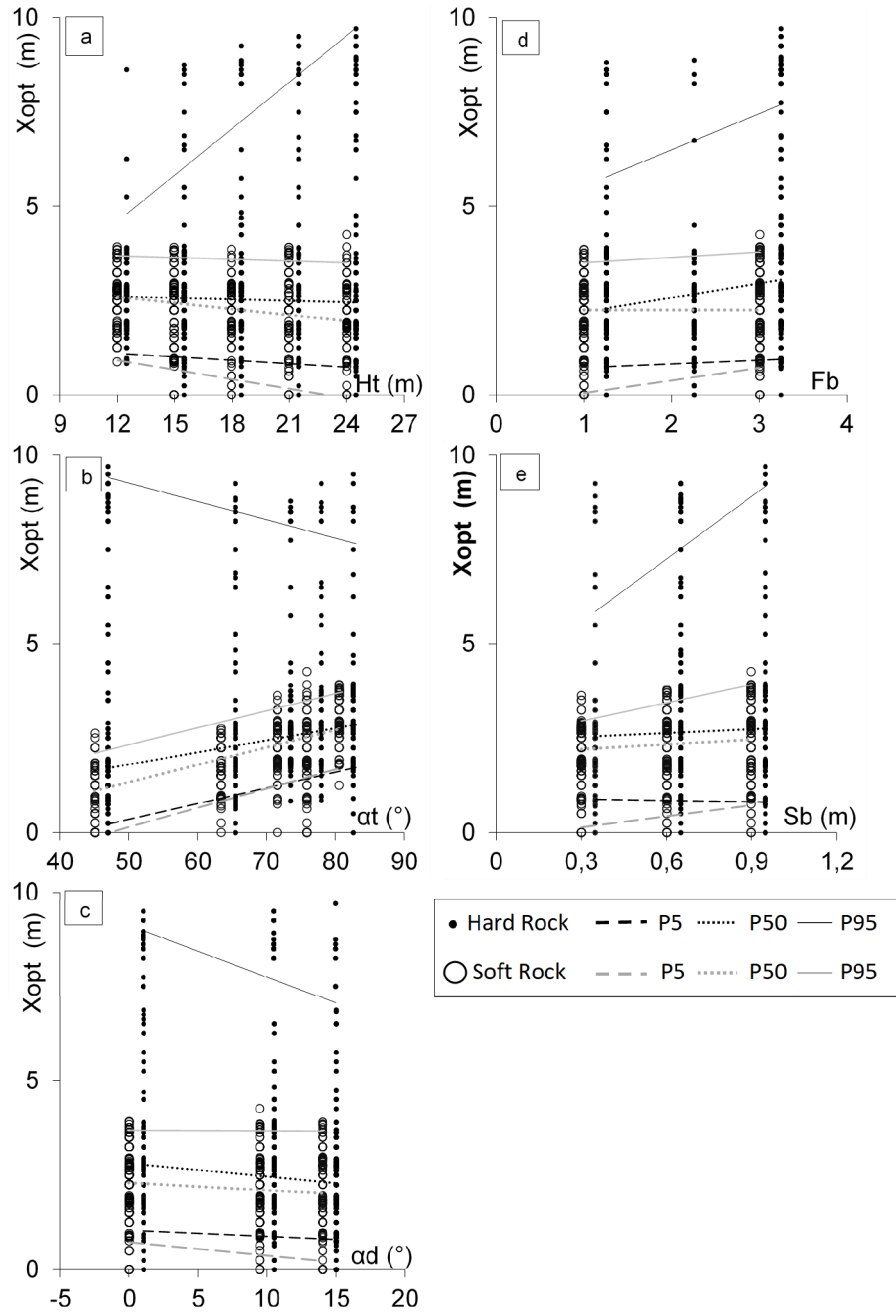 a
Xopt (m)
10
5
0
9
12
15
18
21
24
27
Ht (m)
d
Xopt (m)
10
5
0
0
1
2
3
4
Fb
b
Xopt (m)
10
5
0
40
50
60
70
80
90
αt (°)
e
Xopt (m)
10
5
0
0
0,3
0,6
0,9
1,2
Sb (m)
c
Xopt (m)
10
5
0
-5
0
5
10
15
20
αd (°)
Hard Rock P5 P50 P95
Soft Rock P5 P50 P95